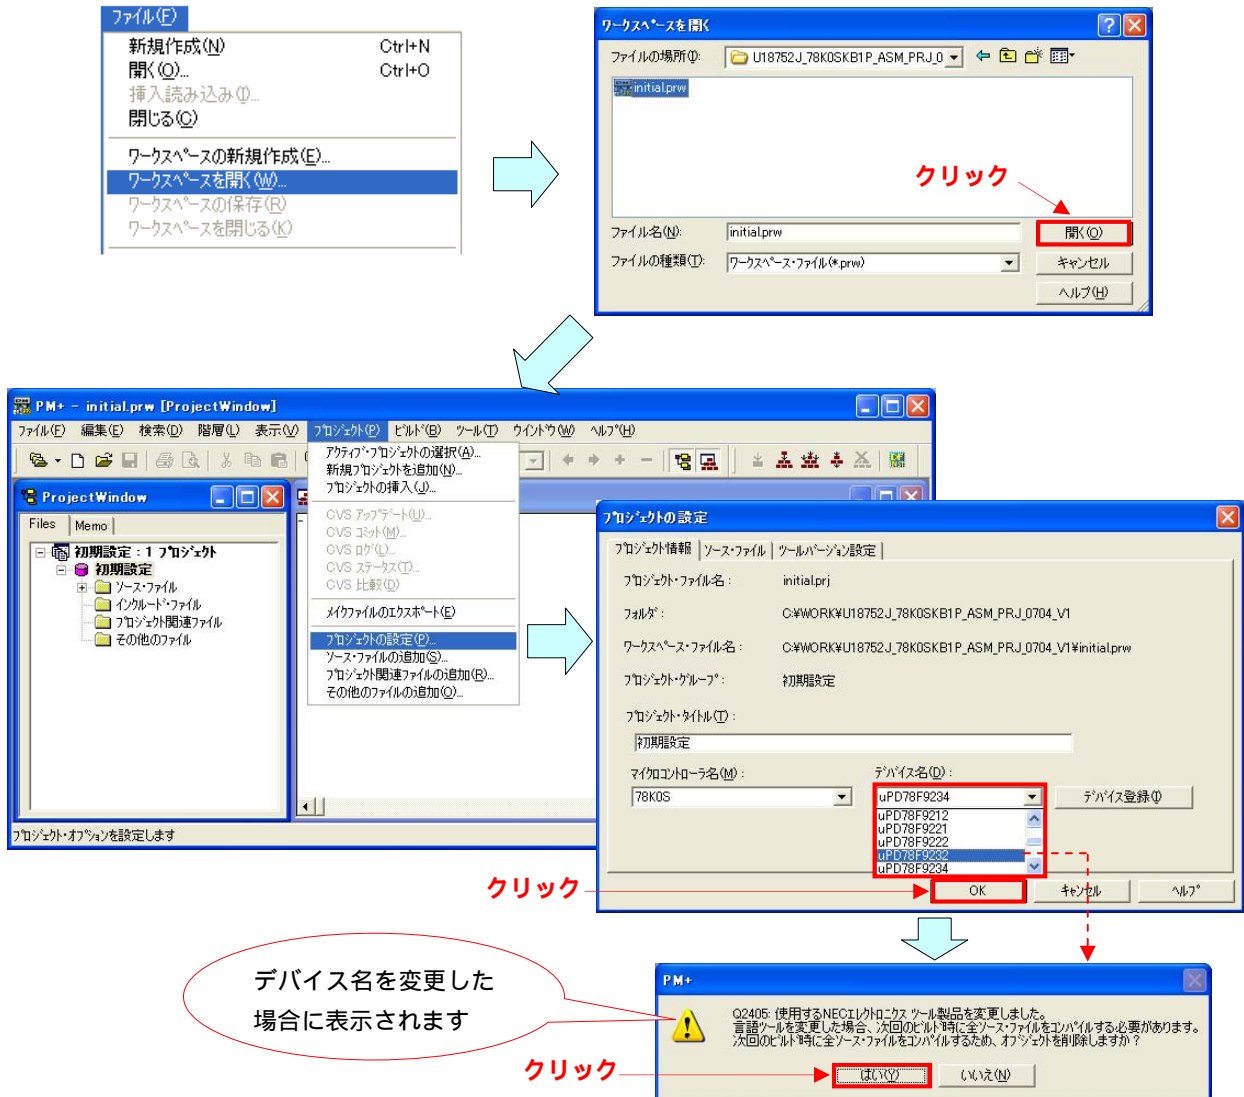 ファイル(F)
新規作成(N) Ctrl+N
開く(O)... Ctrl+O
挿入読み込み(I)...
閉じる(C)
ワークスペースの新規作成(E)...
ワークスペースを開く(W)...
ワークスペースの保存(R)
ワークスペースを閉じる(K)
ワークスペースを開く
ファイルの場所(I):
U18752J_78K0SKB1P_ASM_PRJ_0
initial.prw
クリック
ファイル名(N): initial.prw 開く(O)
ファイルの種類(T): ワークスペース・ファイル(*.prw) キャンセル
ヘルプ(H)
PM+ - initial.prw [ProjectWindow]
ファイル(F) 編集(E) 検索(D) 階層(L) 表示(V) プロジェクト(P) ビルド(B) ツール(T) ウインドウ(W) ヘルプ(H)
アクティブ・プロジェクトの選択(A)...
新規プロジェクトを追加(N)...
プロジェクトの挿入(J)...
CVS アップデート(U)...
CVS コミット(M)...
CVS ログ(L)...
CVS ステータス(T)...
CVS 比較(D)
メイクファイルのエクスポート(E)
プロジェクトの設定(P)...
ソース・ファイルの追加(S)...
プロジェクト関連ファイルの追加(R)...
その他のファイルの追加(O)...
ProjectWindow
Files Memo
初期設定 : 1 プロジェクト
初期設定
ソース・ファイル
インクルード・ファイル
プロジェクト関連ファイル
その他のファイル
プロジェクト・オプションを設定します
プロジェクトの設定
プロジェクト情報 ソース・ファイル ツールバージョン設定
プロジェクト・ファイル名 : initial.prj
フォルダ : C:¥WORK¥U18752J_78K0SKB1P_ASM_PRJ_0704_V1
ワークスペース・ファイル名 : C:¥WORK¥U18752J_78K0SKB1P_ASM_PRJ_0704_V1¥initial.prw
プロジェクト・グループ : 初期設定
プロジェクト・タイトル(T) :
初期設定
マイクロコントローラ名(M) : デバイス名(D) :
78K0S uPD78F9234 デバイス登録(I)
uPD78F9212
uPD78F9221
uPD78F9222
uPD78F9232
uPD78F9234
クリック
OK キャンセル ヘルプ
デバイス名を変更した
場合に表示されます
PM+
Q2405: 使用するNECエレクトロニクス ツール製品を変更しました。
言語ツールを変更した場合、次回のビルド時に全ソース・ファイルをコンパイルする必要があります。
次回のビルド時に全ソース・ファイルをコンパイルするため、オブジェクトを削除しますか？
クリック
はい(Y) いいえ(N)